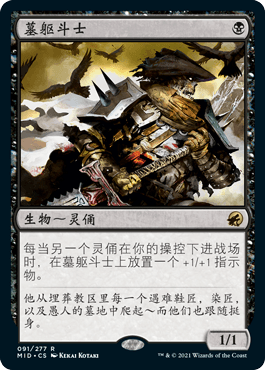 墓躯斗士
生物～灵俑
每当另一个灵俑在你的操控下进战场
时，在墓躯斗士上放置一个+1/+1指示
物。
他从埋葬教区里每一个遇难鞋匠，染匠，
以及愚人的墓地中爬起～而他们也跟随挺
身。
1/1
091/277 R
MID • CS KEKAI KOTAKI
™ & © 2021 Wizards of the Coast